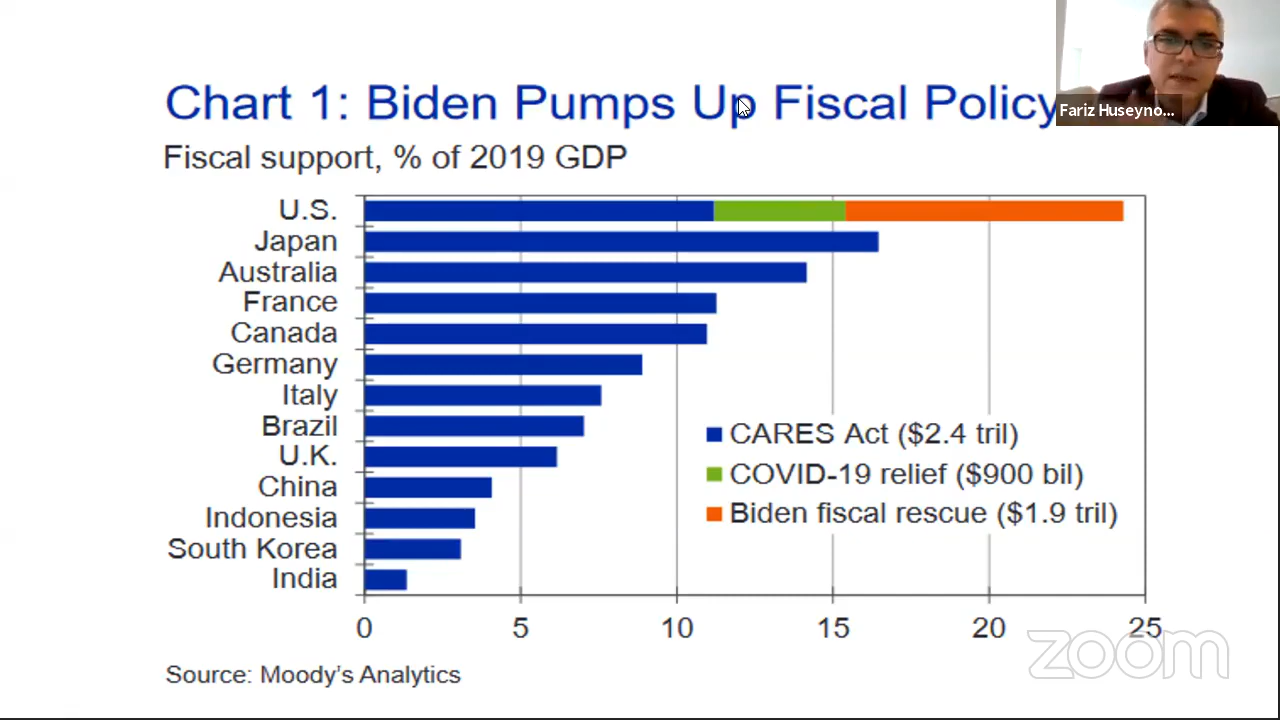 Chart 1: Biden Pumps Up Fiscal Policy
Fariz Huseyno...
Fiscal support, % of 2019 GDP
U.S.
Japan
Australia
France
Canada
Germany
Italy
Brazil
U.K.
China
Indonesia
South Korea
India
CARES Act ($2.4 tril)
COVID-19 relief ($900 bil)
Biden fiscal rescue ($1.9 tril)
0 5 10 15 20 25
zoom
Source: Moody's Analytics